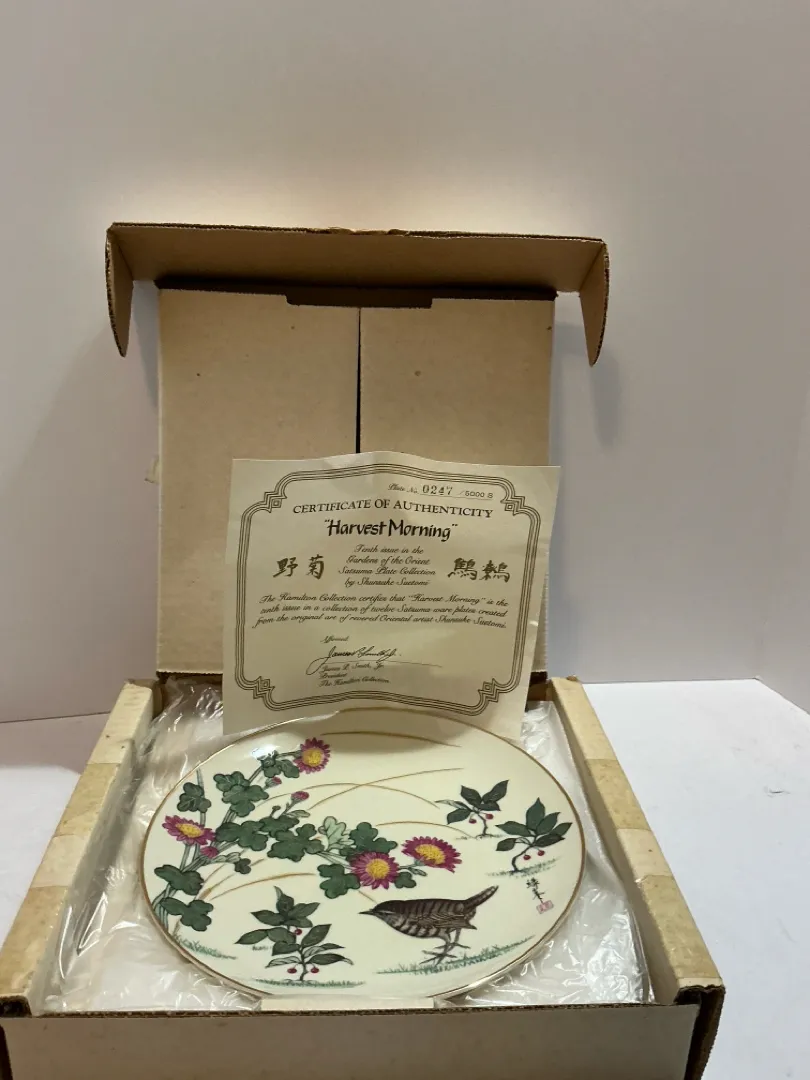 Plate No. 0247 /5000 S
CERTIFICATE OF AUTHENTICITY
"Harvest Morning"
Tenth issue in the
Gardens of the Orient
Satsuma Plate Collection
by Shunsuke Suetomi
野菊
鷦鷯
The Hamilton Collection certifies that "Harvest Morning" is the
tenth issue in a collection of twelve Satsuma ware plates created
from the original art of revered Oriental artist Shunsuke Suetomi.
Affirmed:
James P. Smith, Jr.
President
The Hamilton Collection